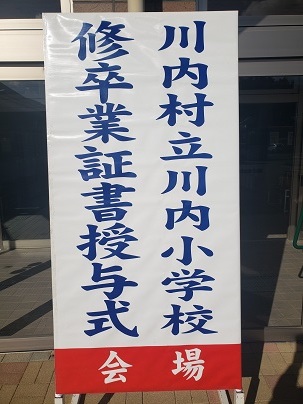 川内村立川内小学校
修卒業証書授与式
会場